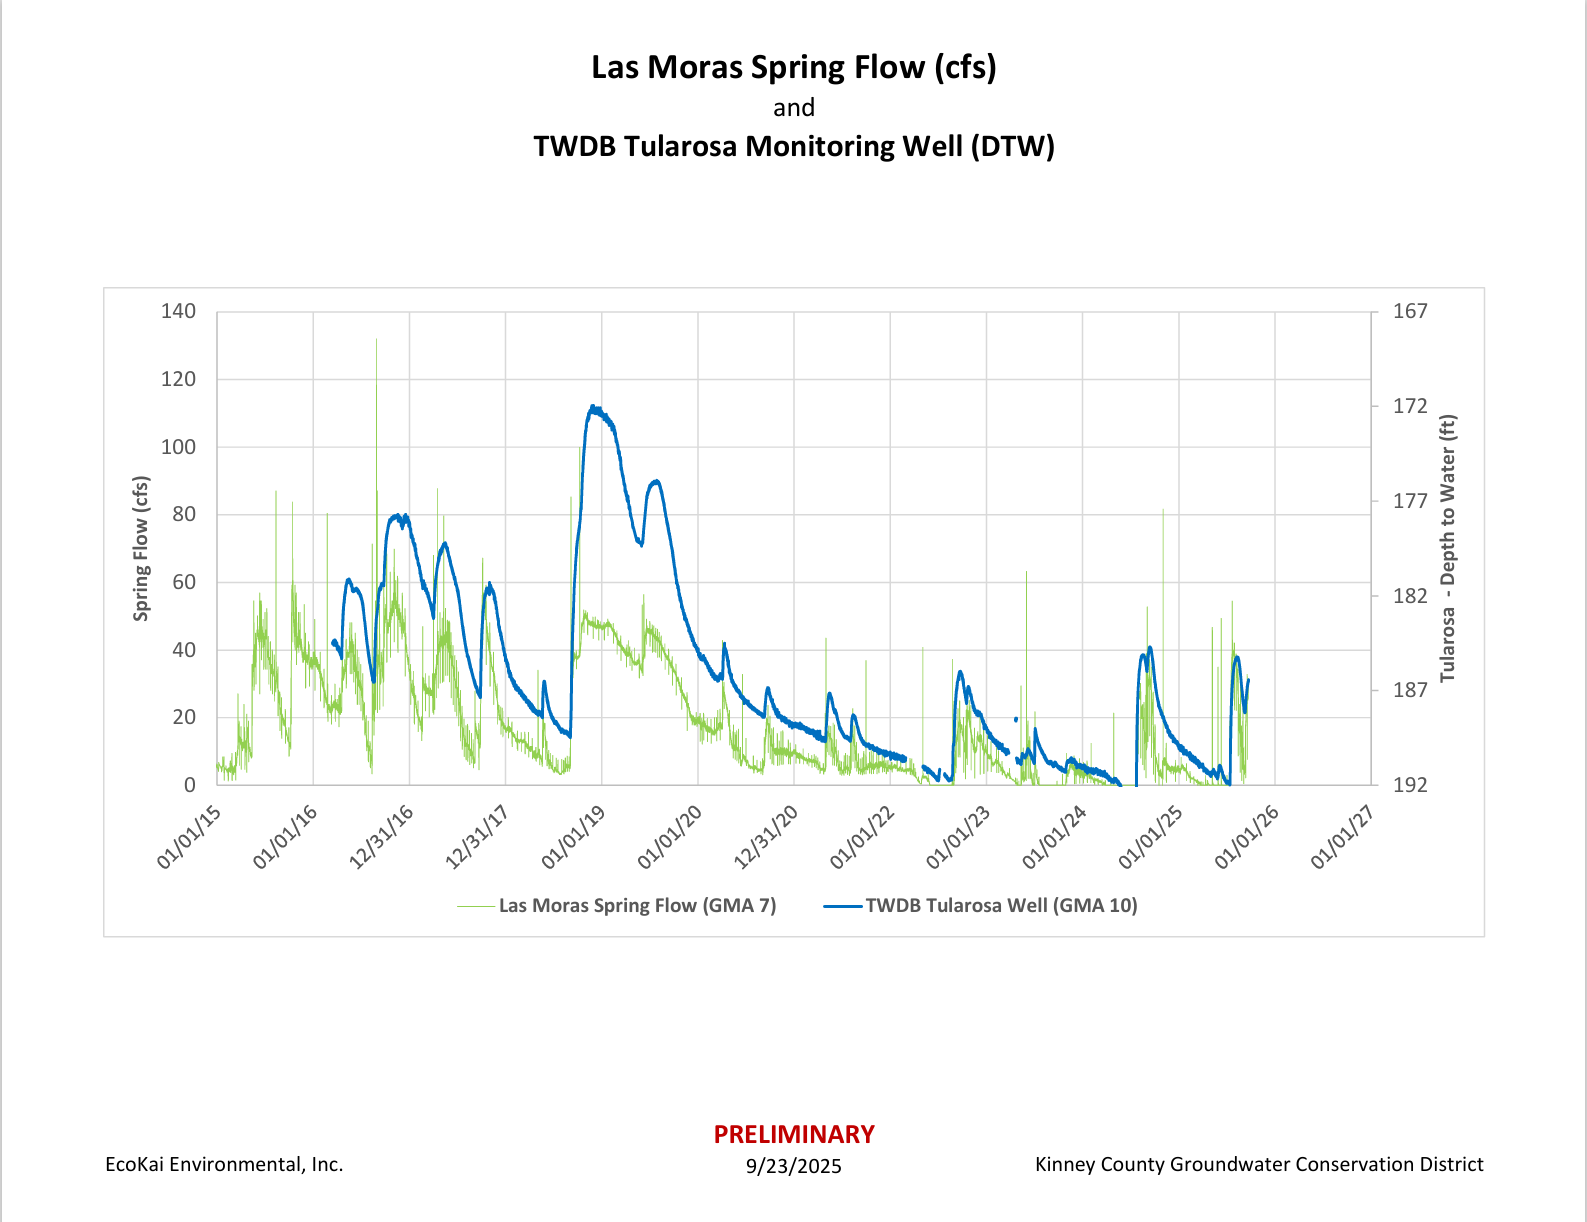 Las Moras Spring Flow (cfs)
and
TWDB Tularosa Monitoring Well (DTW)
140
120
100
80
60
40
20
0
Spring Flow (cfs)
167
172
177
182
187
192
Tularosa - Depth to Water (ft)
01/01/15
01/01/16
12/31/16
12/31/17
01/01/19
01/01/20
12/31/20
01/01/22
01/01/23
01/01/24
01/01/25
01/01/26
01/01/27
Las Moras Spring Flow (GMA 7)
TWDB Tularosa Well (GMA 10)
PRELIMINARY
EcoKai Environmental, Inc.
9/23/2025
Kinney County Groundwater Conservation District